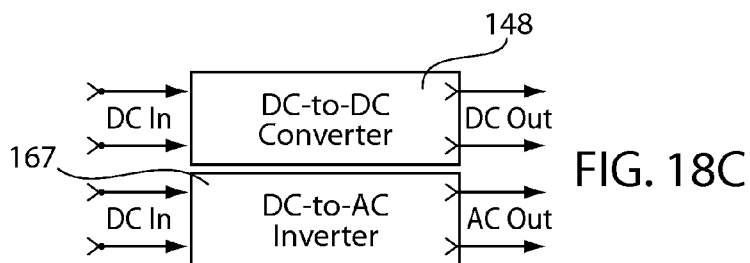 148
DC In
DC-to-DC
Converter
DC Out
167
FIG. 18C
DC In
DC-to-AC
Inverter
AC Out